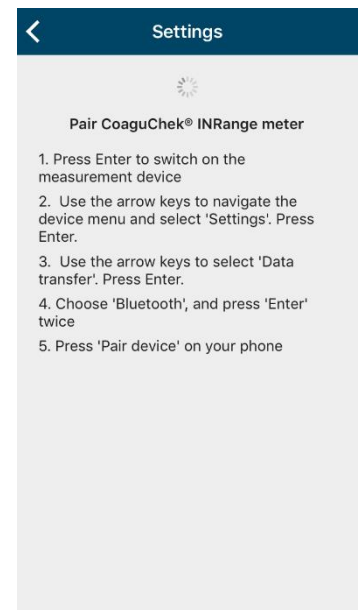 Settings
Pair CoaguChek® INRange meter
1. Press Enter to switch on the
measurement device
2. Use the arrow keys to navigate the
device menu and select 'Settings'. Press
Enter.
3. Use the arrow keys to select 'Data
transfer'. Press Enter.
4. Choose 'Bluetooth', and press 'Enter'
twice
5. Press 'Pair device' on your phone